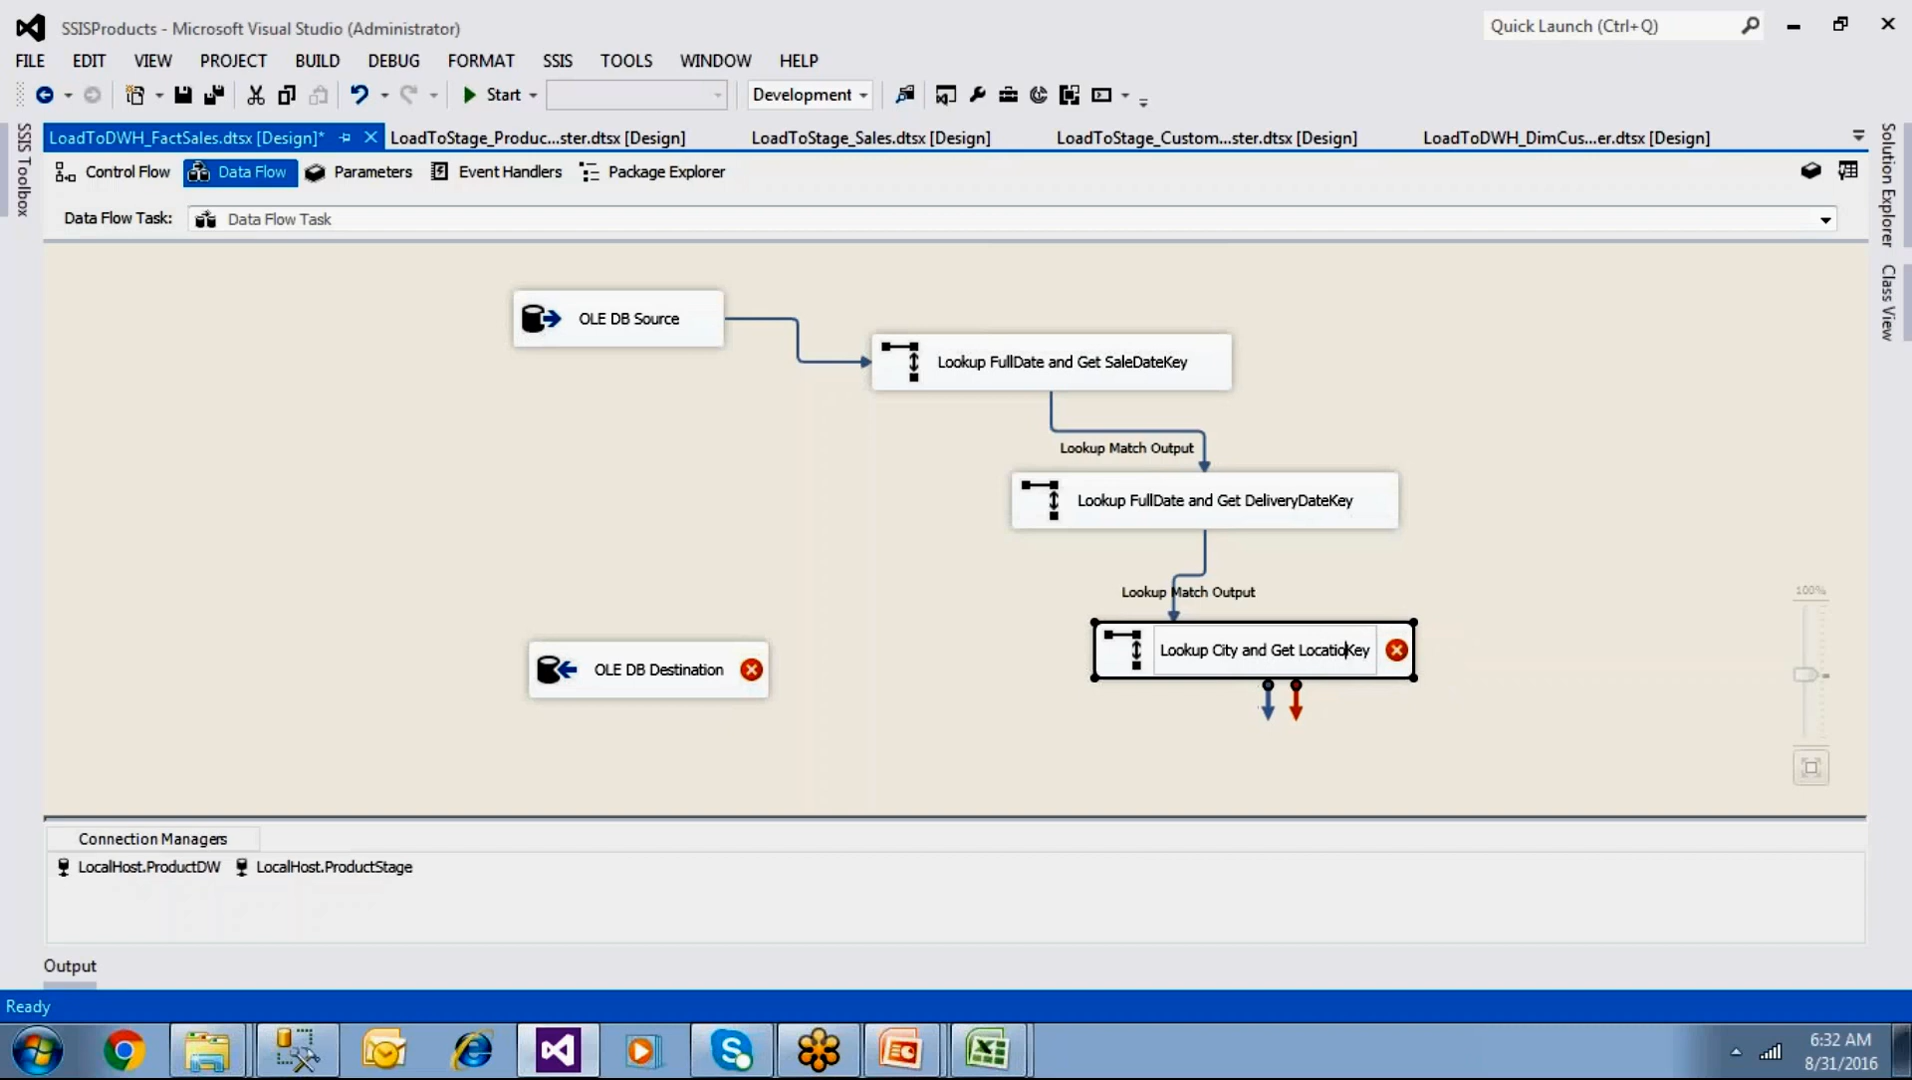 SSISProducts - Microsoft Visual Studio (Administrator)
Quick Launch (Ctrl+Q)
FILE EDIT VIEW PROJECT BUILD DEBUG FORMAT SSIS TOOLS WINDOW HELP
Start Development
LoadToDWH_FactSales.dtsx [Design]* LoadToStage_Produc...ster.dtsx [Design] LoadToStage_Sales.dtsx [Design] LoadToStage_Custom...ster.dtsx [Design] LoadToDWH_DimCus...er.dtsx [Design]
Control Flow Data Flow Parameters Event Handlers Package Explorer
Data Flow Task: Data Flow Task
SSIS Toolbox
Solution Explorer
Class View
OLE DB Source
Lookup FullDate and Get SaleDateKey
Lookup Match Output
Lookup FullDate and Get DeliveryDateKey
Lookup Match Output
Lookup City and Get LocatioKey
OLE DB Destination
100%
Connection Managers
LocalHost.ProductDW LocalHost.ProductStage
Output
Ready
6:32 AM
8/31/2016